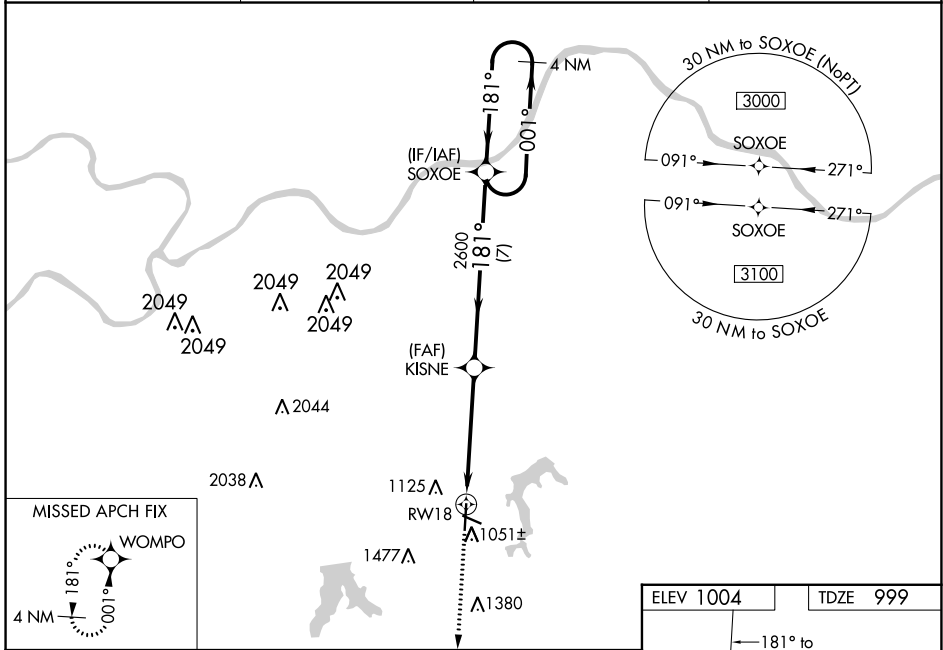 30 NM to SOXOE (NoPT)
3000
SOXOE
091°
271°
091°
271°
SOXOE
3100
30 NM to SOXOE
4 NM
181°
001°
(IF/IAF)
SOXOE
2600
181°
(7)
2049
2049
2049
2049
2049
(FAF)
KISNE
2044
2038
1125
RW18
1051±
1477
1380
MISSED APCH FIX
WOMPO
181°
001°
4 NM
ELEV 1004
TDZE 999
181° to